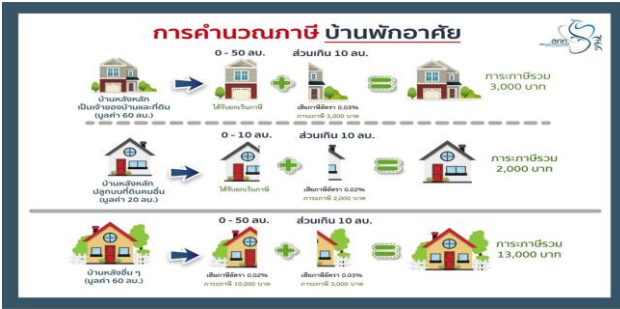 การคำนวณภาษี บ้านพักอาศัย
สกก.
0 - 50 ลบ. ส่วนเกิน 10 ลบ.
บ้านหลังหลัก
เป็นเจ้าของบ้านและที่ดิน
(มูลค่า 60 ลบ.)
ได้รับยกเว้นภาษี
เสียภาษีอัตรา 0.03%
ภาระภาษี 3,000 บาท
ภาระภาษีรวม
3,000 บาท
0 - 10 ลบ. ส่วนเกิน 10 ลบ.
บ้านหลังหลัก
ปลูกบนที่ดินคนอื่น
(มูลค่า 20 ลบ.)
ได้รับยกเว้นภาษี
เสียภาษีอัตรา 0.02%
ภาระภาษี 2,000 บาท
ภาระภาษีรวม
2,000 บาท
0 - 50 ลบ. ส่วนเกิน 10 ลบ.
บ้านหลังอื่น ๆ
(มูลค่า 60 ลบ.)
เสียภาษีอัตรา 0.02%
ภาระภาษี 10,000 บาท
เสียภาษีอัตรา 0.03%
ภาระภาษี 3,000 บาท
ภาระภาษีรวม
13,000 บาท